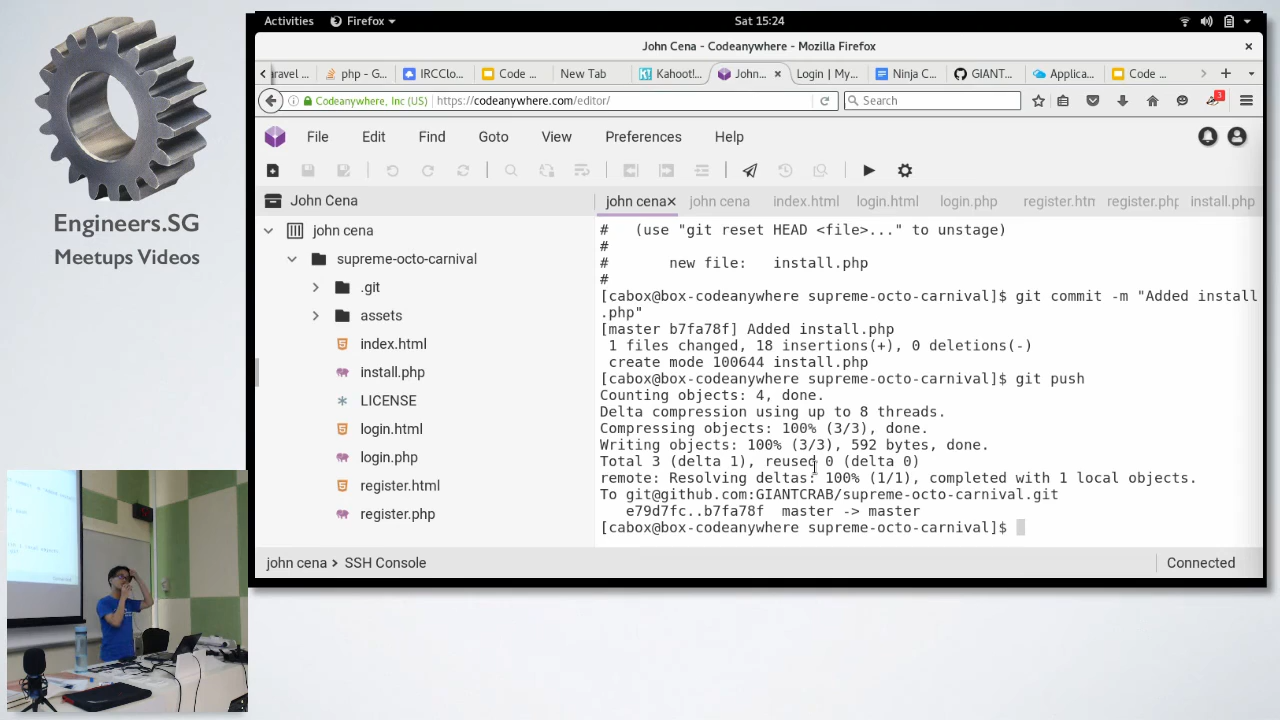 Activities
Firefox
Sat 15:24
John Cena - Codeanywhere - Mozilla Firefox
aravel ...
php - G...
IRCClo...
Code ...
New Tab
Kahoot!...
John...
Login | My...
Ninja C...
GIANT...
Applica...
Code ...
Codeanywhere, Inc (US)
https://codeanywhere.com/editor/
Search
3
File Edit Find Goto View Preferences Help
John Cena
john cena
supreme-octo-carnival
.git
assets
index.html
install.php
LICENSE
login.html
login.php
register.html
register.php
john cena
john cena
index.html
login.html
login.php
register.htm
register.php
install.php
# (use "git reset HEAD <file>..." to unstage)
#
# new file: install.php
#
[cabox@box-codeanywhere supreme-octo-carnival]$ git commit -m "Added install
.php"
[master b7fa78f] Added install.php
1 files changed, 18 insertions(+), 0 deletions(-)
create mode 100644 install.php
[cabox@box-codeanywhere supreme-octo-carnival]$ git push
Counting objects: 4, done.
Delta compression using up to 8 threads.
Compressing objects: 100% (3/3), done.
Writing objects: 100% (3/3), 592 bytes, done.
Total 3 (delta 1), reused 0 (delta 0)
remote: Resolving deltas: 100% (1/1), completed with 1 local objects.
To git@github.com:GIANTCRAB/supreme-octo-carnival.git
e79d7fc..b7fa78f master -> master
[cabox@box-codeanywhere supreme-octo-carnival]$
john cena > SSH Console
Connected
Engineers.SG
Meetups Videos